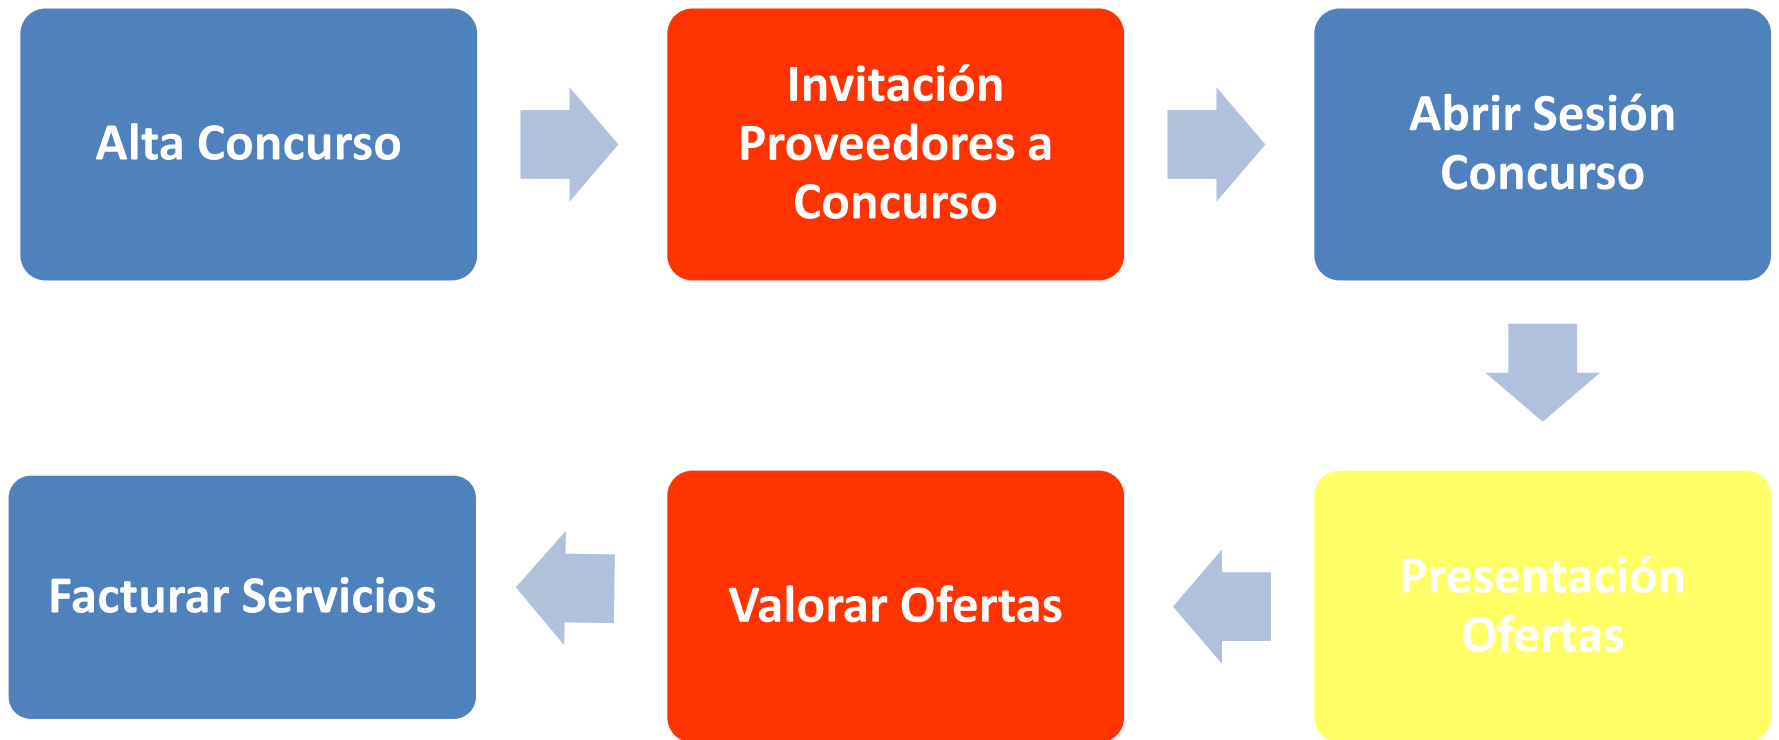 Alta Concurso
Invitación
Proveedores a
Concurso
Abrir Sesión
Concurso
Facturar Servicios
Valorar Ofertas
Presentación
Ofertas